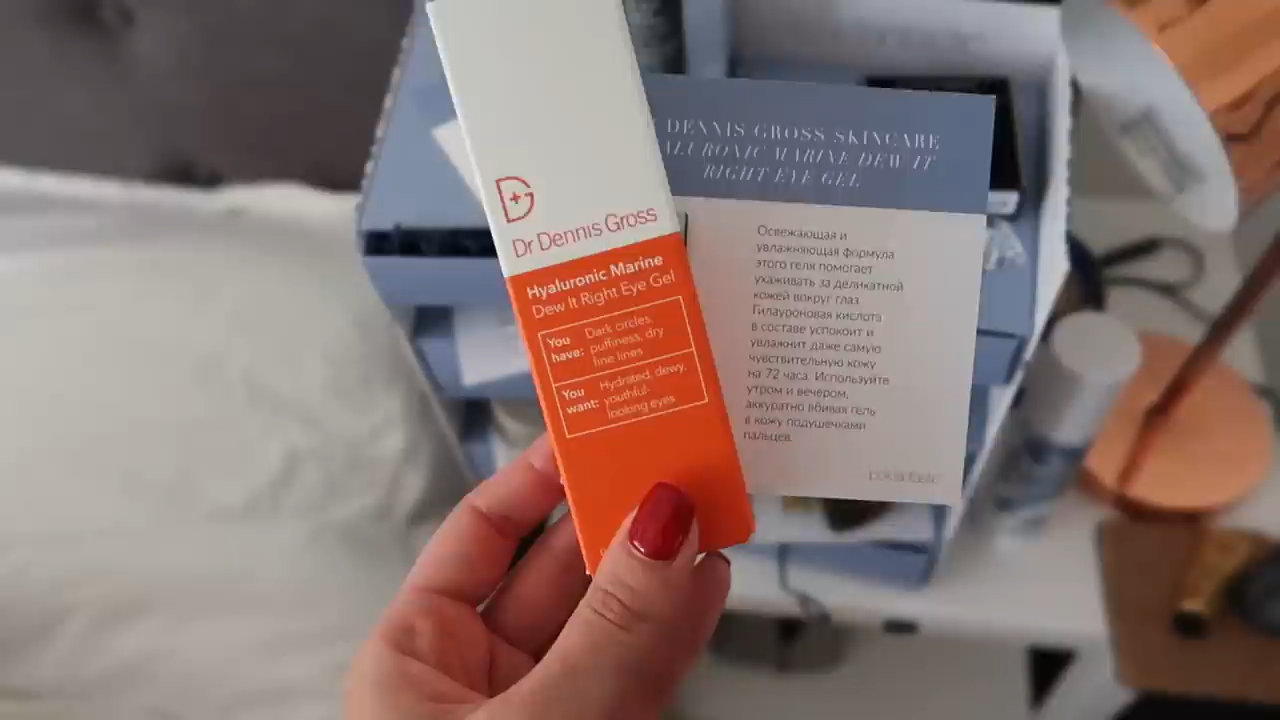 Dr Dennis Gross
Hyaluronic Marine
Dew It Right Eye Gel
You have:
Dark circles,
puffiness, dry
fine lines
You want:
Hydrated, dewy,
youthful-
looking eyes
DENNIS GROSS SKINCARE
MARINE DEW IT
RIGHT EYE GEL
Освежающая и
увлажняющая формула
этого геля помогает
ухаживать за деликатной
кожей вокруг глаз.
Гилауроновая кислота
в составе успокоит и
увлажнит даже самую
чувствительную кожу
на 72 часа. Используйте
утром и вечером,
аккуратно вбивая гель
в кожу подушечками
пальцев.